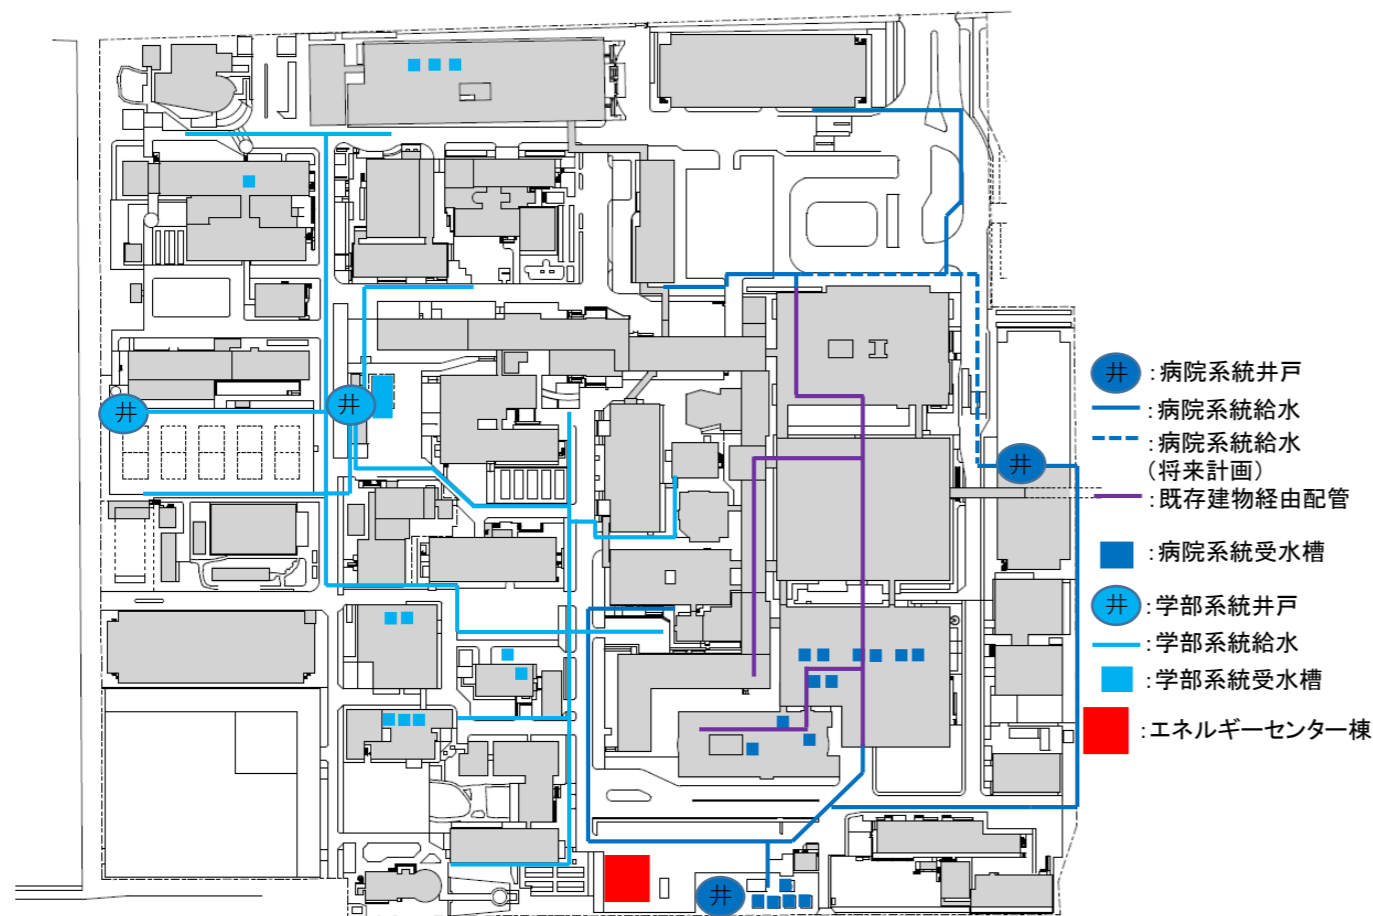 井
井
井
井
井 :病院系統井戸
:病院系統給水
:病院系統給水
(将来計画)
:既存建物経由配管
:病院系統受水槽
井 :学部系統井戸
:学部系統給水
:学部系統受水槽
:エネルギーセンター棟